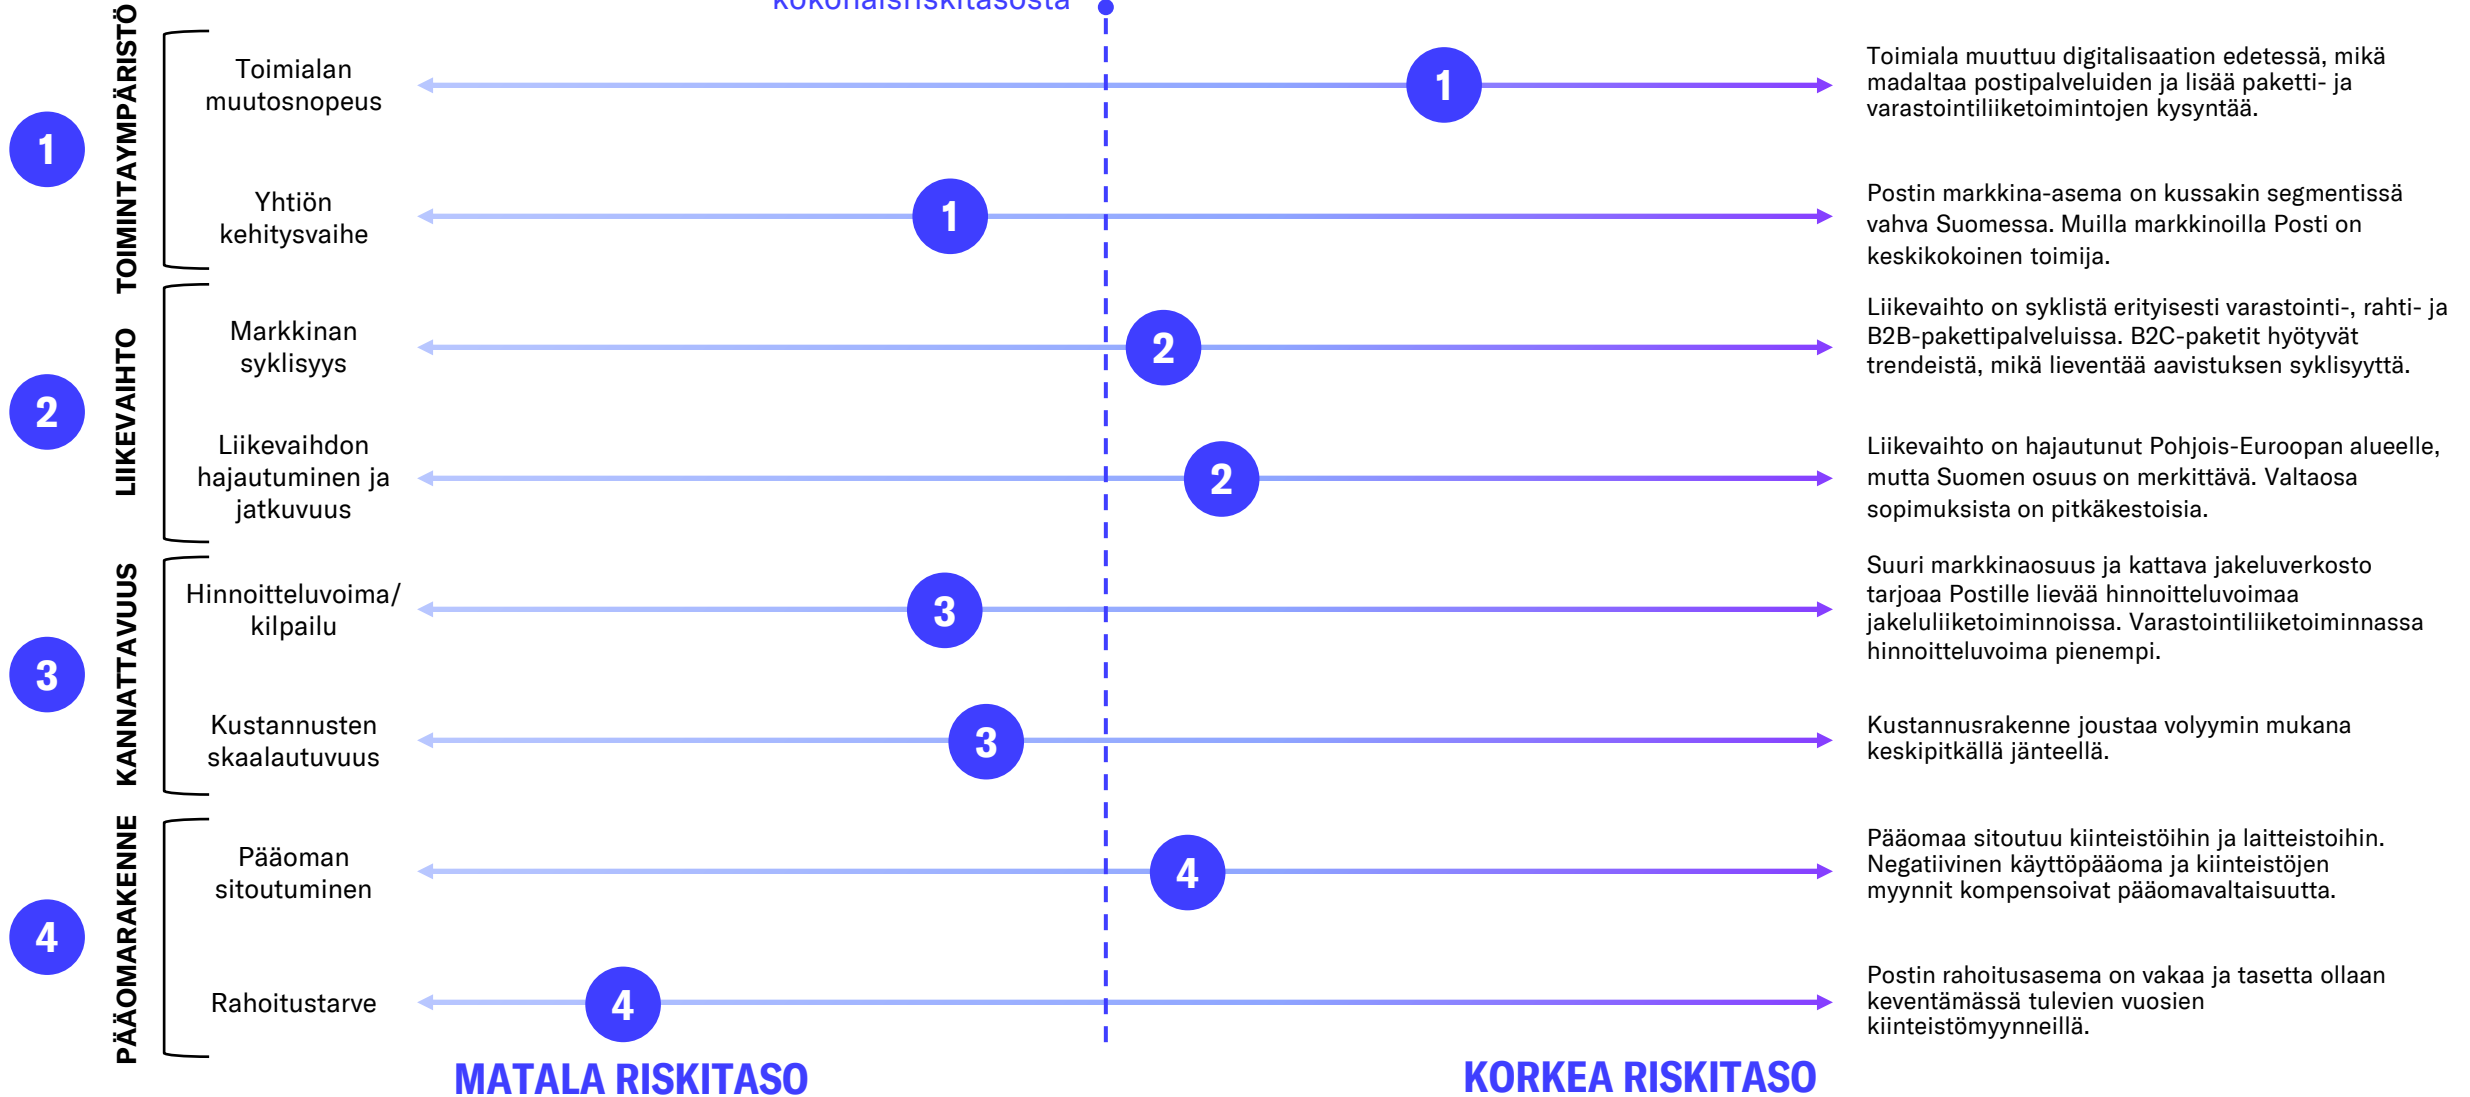 kokonaisriskitasosta
TOIMINTAYMPÄRISTÖ
1
Toimialan
muutosnopeus
1
Toimiala muuttuu digitalisaation edetessä, mikä
madaltaa postipalveluiden ja lisää paketti- ja
varastointiliiketoimintojen kysyntää.
Yhtiön
kehitysvaihe
1
Postin markkina-asema on kussakin segmentissä
vahva Suomessa. Muilla markkinoilla Posti on
keskikokoinen toimija.
LIIKEVAIHTO
2
Markkinan
syklisyys
2
Liikevaihto on syklistä erityisesti varastointi-, rahti- ja
B2B-pakettipalveluissa. B2C-paketit hyötyvät
trendeistä, mikä lieventää aavistuksen syklisyyttä.
Liikevaihdon
hajautuminen ja
jatkuvuus
2
Liikevaihto on hajautunut Pohjois-Euroopan alueelle,
mutta Suomen osuus on merkittävä. Valtaosa
sopimuksista on pitkäkestoisia.
KANNATTAVUUS
3
Hinnoitteluvoima/
kilpailu
3
Suuri markkinaosuus ja kattava jakeluverkosto
tarjoaa Postille lievää hinnoitteluvoimaa
jakeluliiketoiminnoissa. Varastointiliiketoiminnassa
hinnoitteluvoima pienempi.
Kustannusten
skaalautuvuus
3
Kustannusrakenne joustaa volyymin mukana
keskipitkällä jänteellä.
PÄÄOMARAKENNE
4
Pääoman
sitoutuminen
4
Pääomaa sitoutuu kiinteistöihin ja laitteistoihin.
Negatiivinen käyttöpääoma ja kiinteistöjen
myynnit kompensoivat pääomavaltaisuutta.
Rahoitustarve
4
Postin rahoitusasema on vakaa ja tasetta ollaan
keventämässä tulevien vuosien
kiinteistömyynneillä.
MATALA RISKITASO
KORKEA RISKITASO